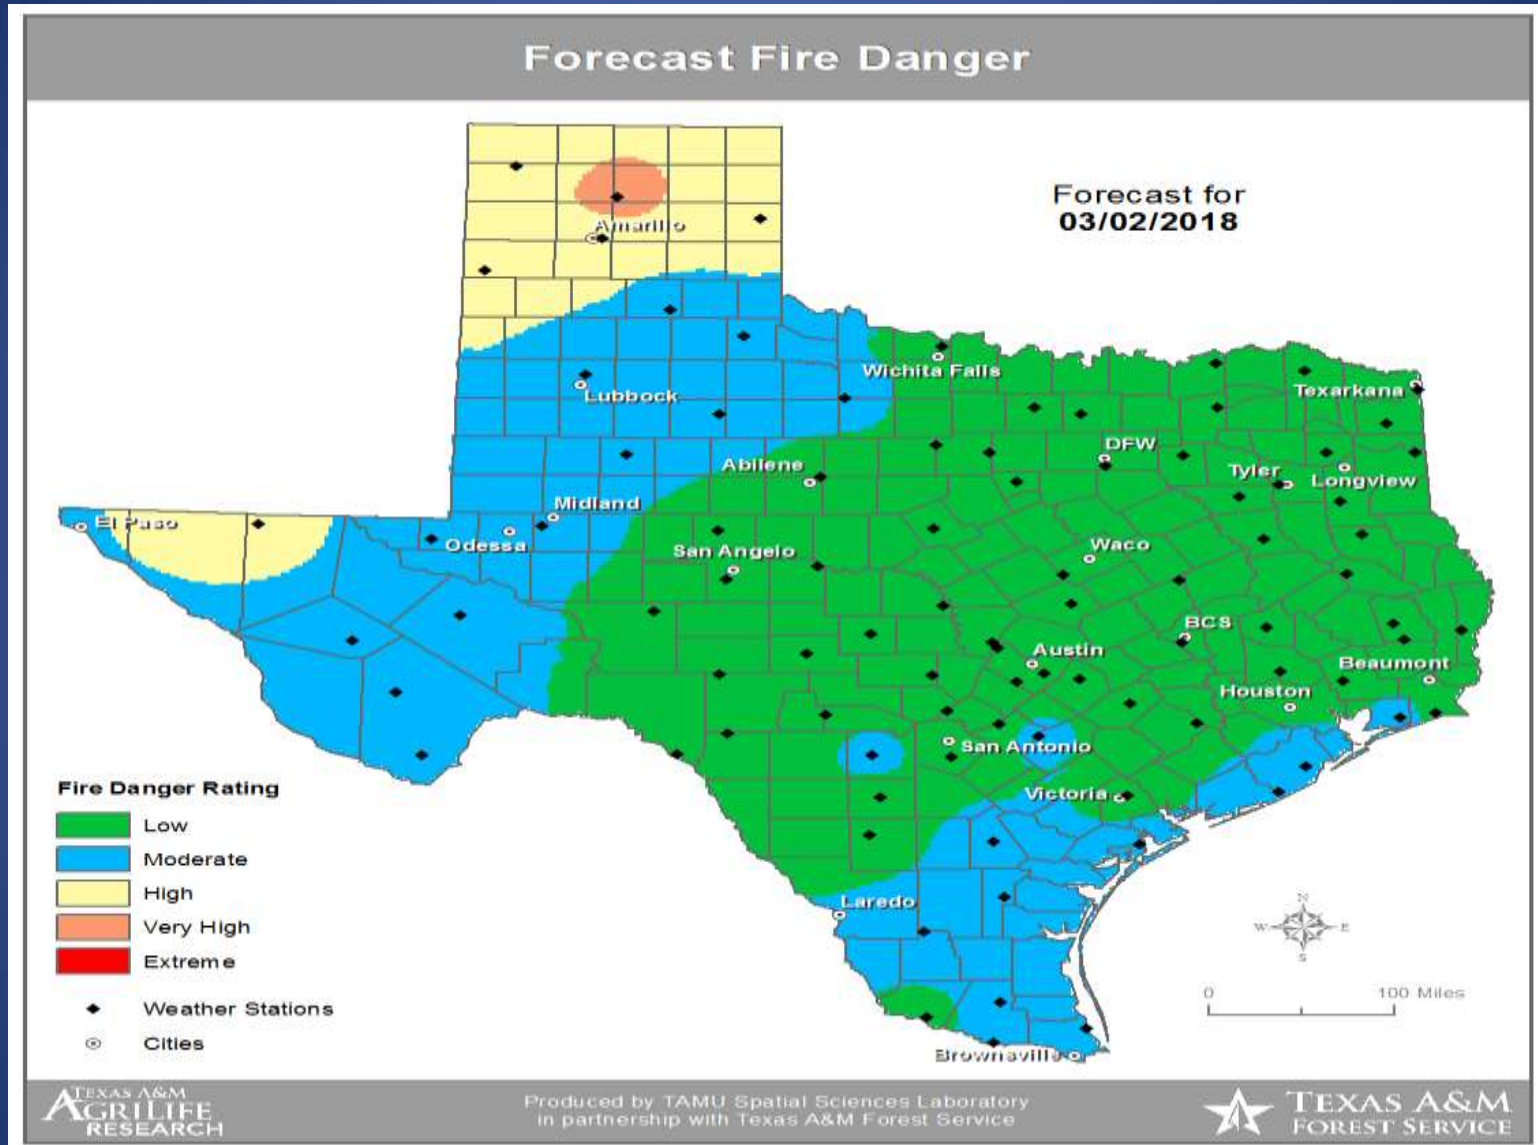 Forecast Fire Danger
Forecast for
03/02/2018
Amarillo
Wichita Falls
Lubbock
Texarkana
DFW
Abilene
Tyler
Longview
Midland
El Paso
Odessa
San Angelo
Waco
BCS
Austin
Beaumont
Houston
San Antonio
Victoria
Laredo
Brownsville
Fire Danger Rating
Low
Moderate
High
Very High
Extreme
Weather Stations
Cities
N
W E
S
0 100 Miles
TEXAS A&M
AGRILIFE
RESEARCH
Produced by TAMU Spatial Sciences Laboratory
in partnership with Texas A&M Forest Service
TEXAS A&M
FOREST SERVICE